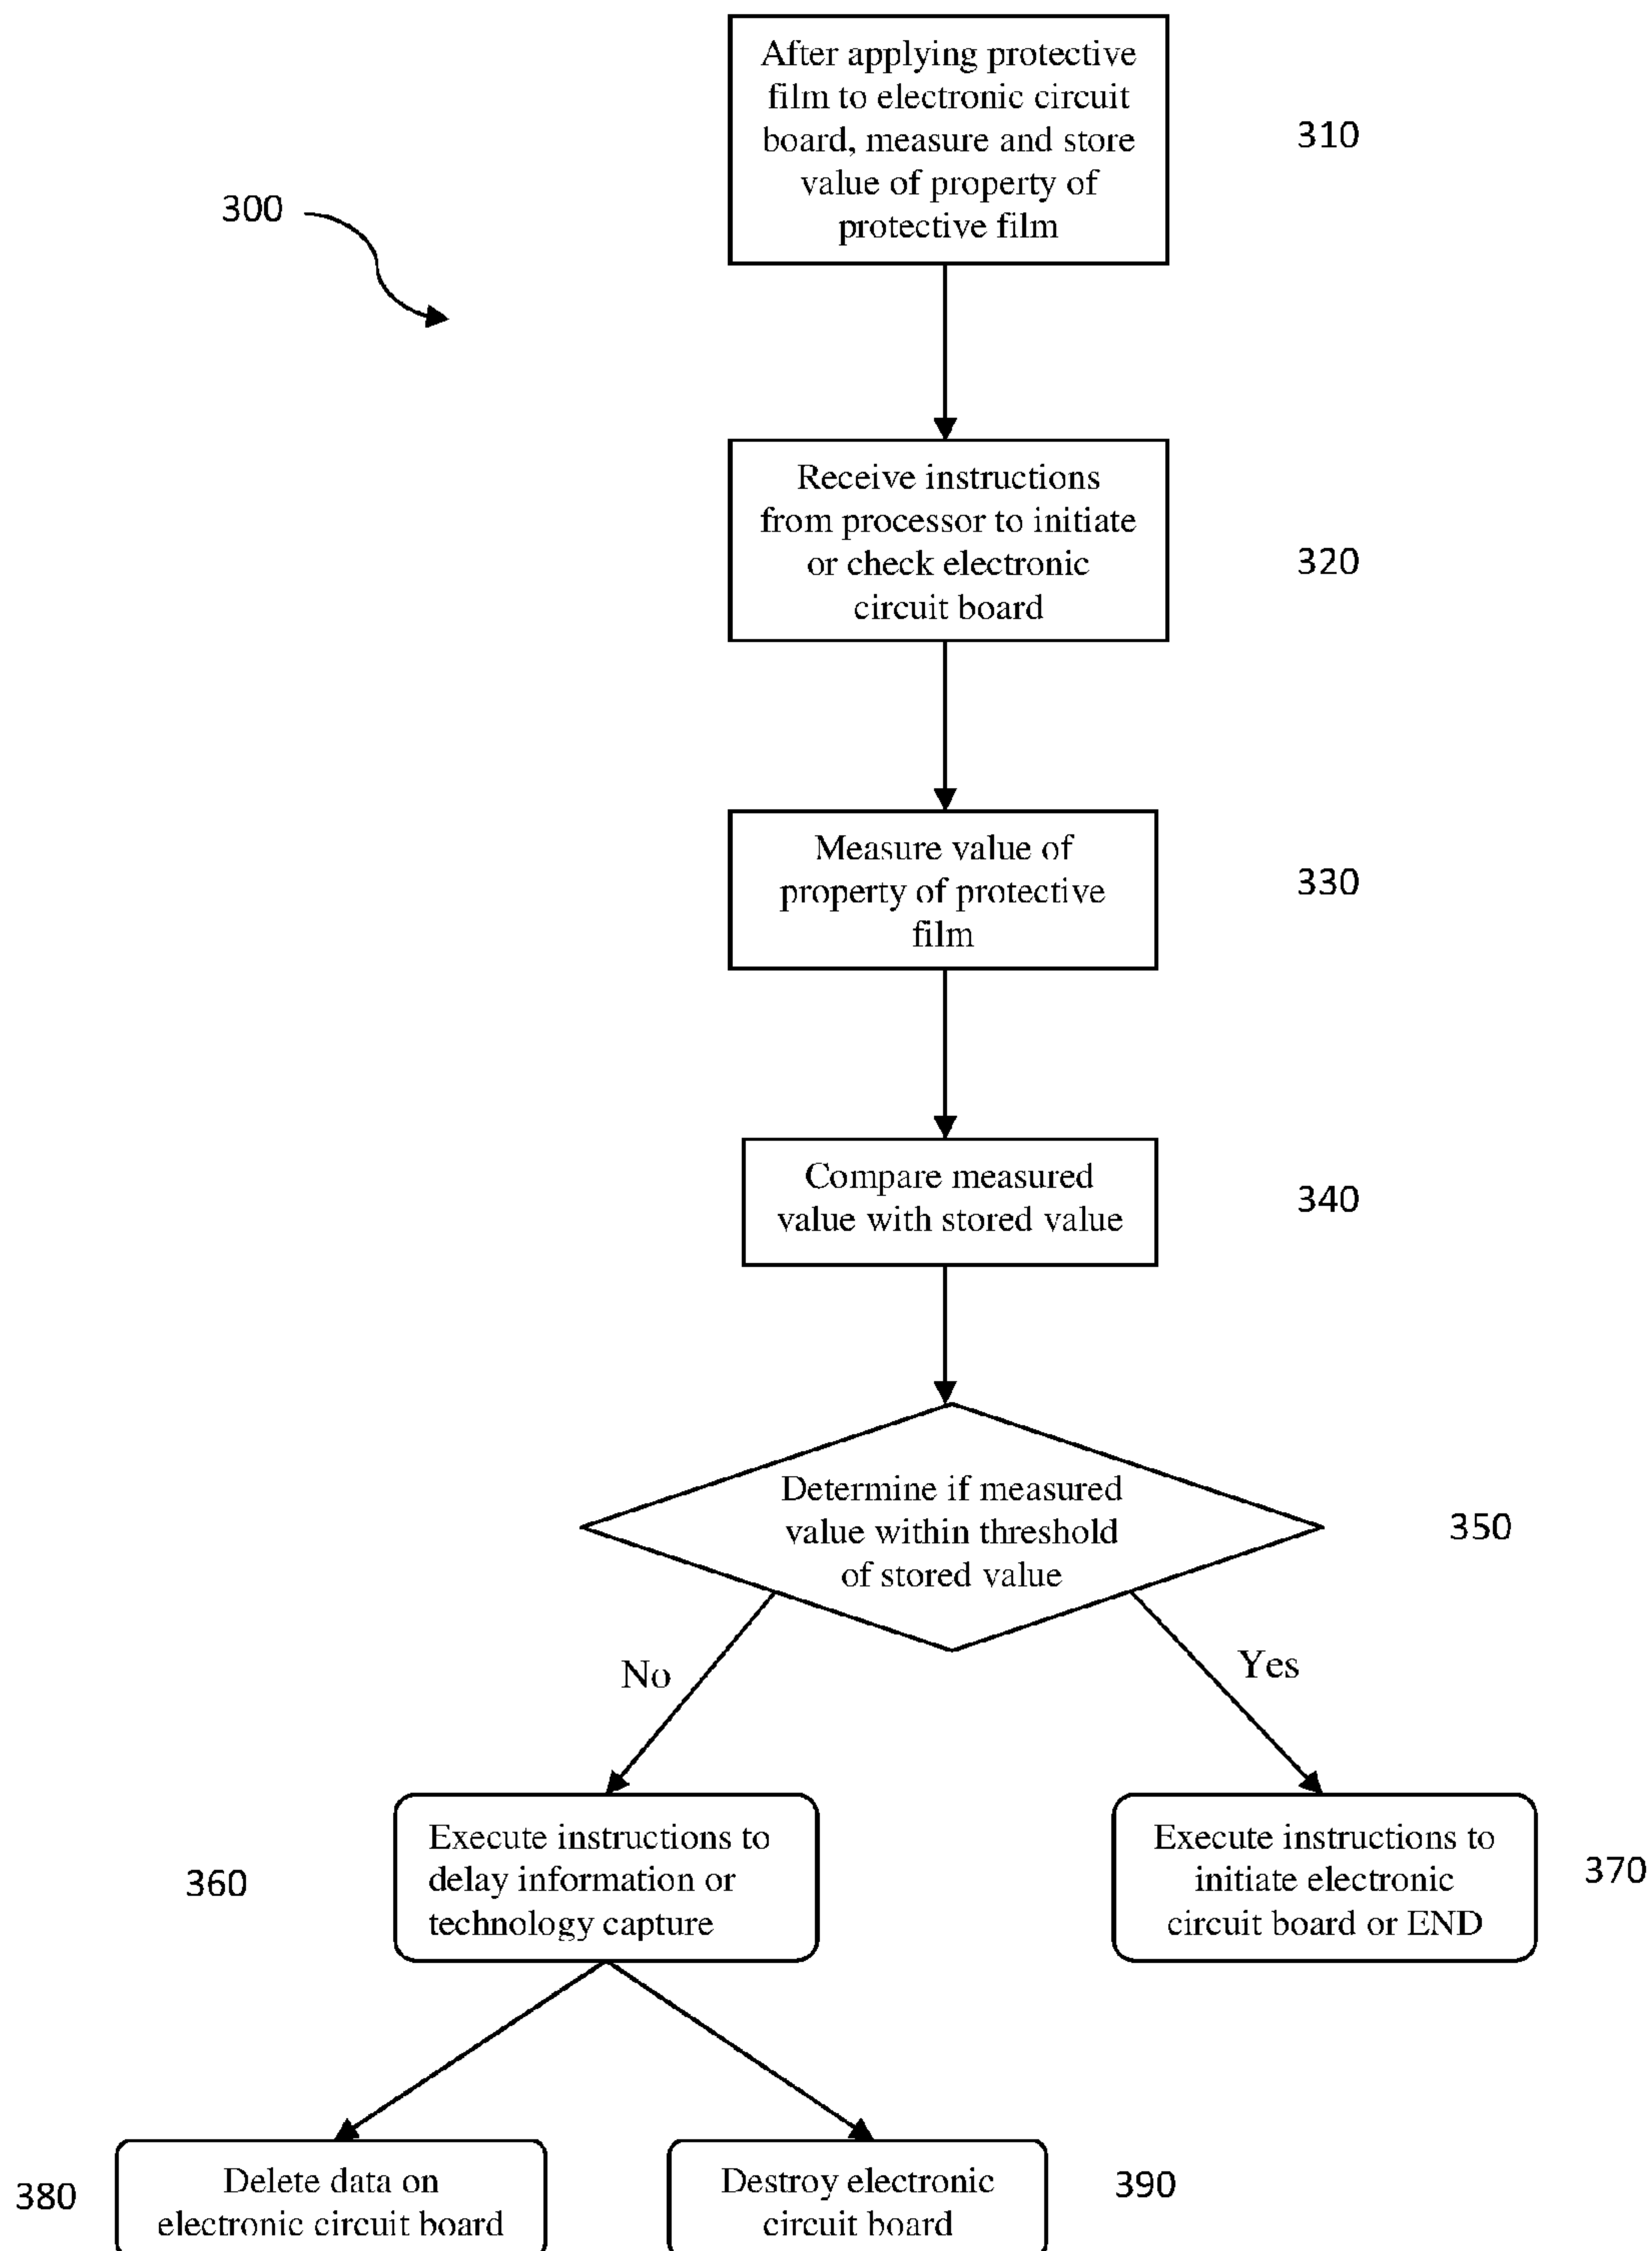 After applying protective
film to electronic circuit
board, measure and store
value of property of
protective film
310
300
Receive instructions
from processor to initiate
or check electronic
circuit board
320
Measure value of
property of protective
film
330
Compare measured
value with stored value
340
Determine if measured
value within threshold
of stored value
350
No
Yes
360
Execute instructions to
delay information or
technology capture
Execute instructions to
initiate electronic
circuit board or END
370
380
Delete data on
electronic circuit board
Destroy electronic
circuit board
390